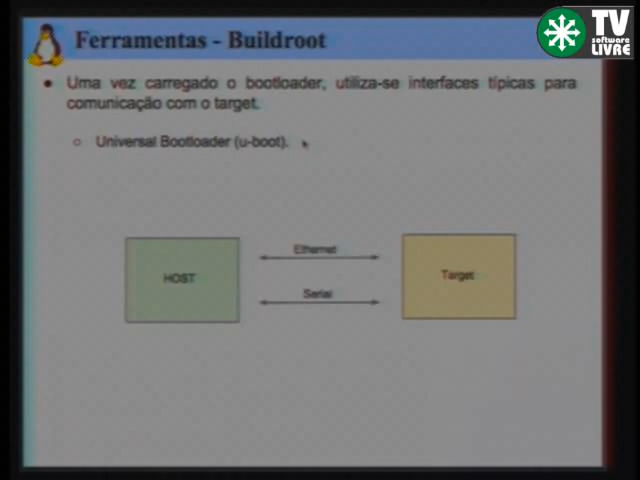 TV
software
LIVRE
Ferramentas - Buildroot
Uma vez carregado o bootloader, utiliza-se interfaces típicas para
comunicação com o target.
Universal Bootloader (u-boot).
HOST
Ethernet
Serial
Target